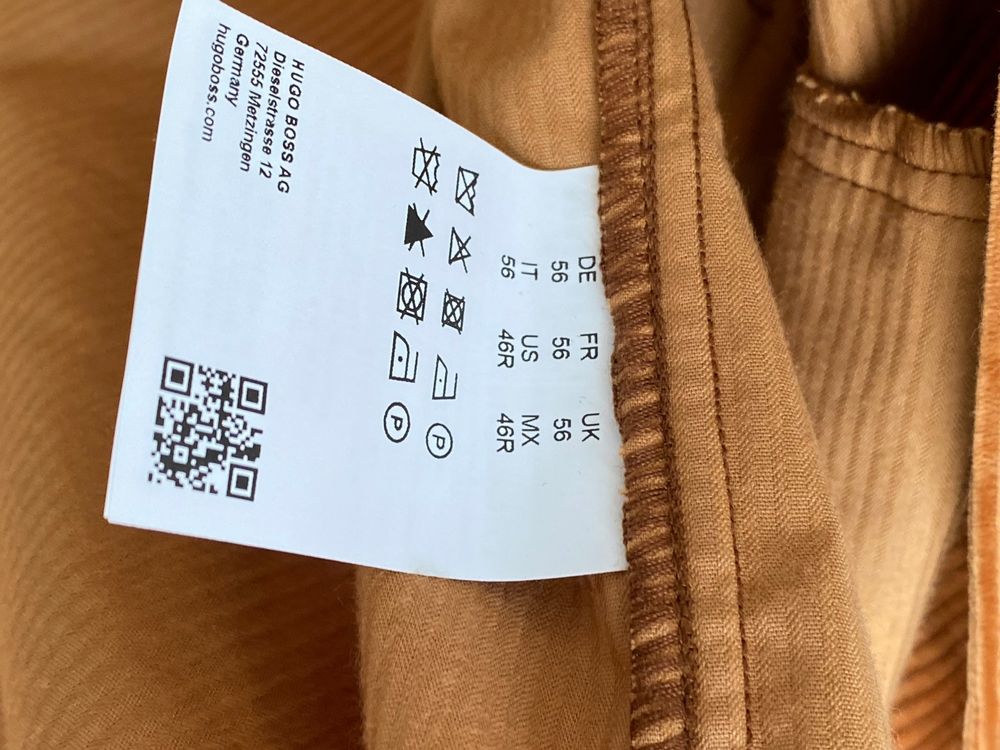 DE FR UK
56 56 56
IT US MX
56 46R 46R
P
P
HUGO BOSS AG
Dieselstrasse 12
72555 Metzingen
Germany
hugoboss.com